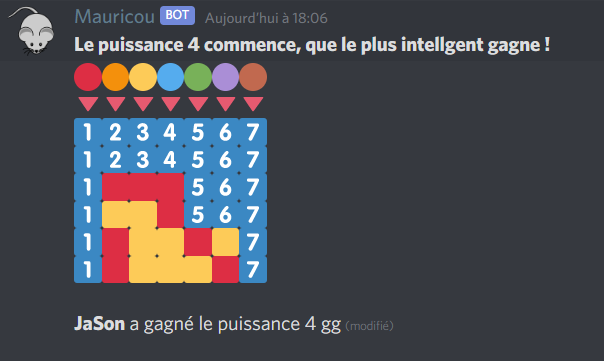 Mauricou BOT Aujourd'hui à 18:06
Le puissance 4 commence, que le plus intellgent gagne !
1 2 3 4 5 6 7
1 2 3 4 5 6 7
1 5 6 7
1 5 6 7
1 7
1 7
JaSon a gagné le puissance 4 gg (modifié)